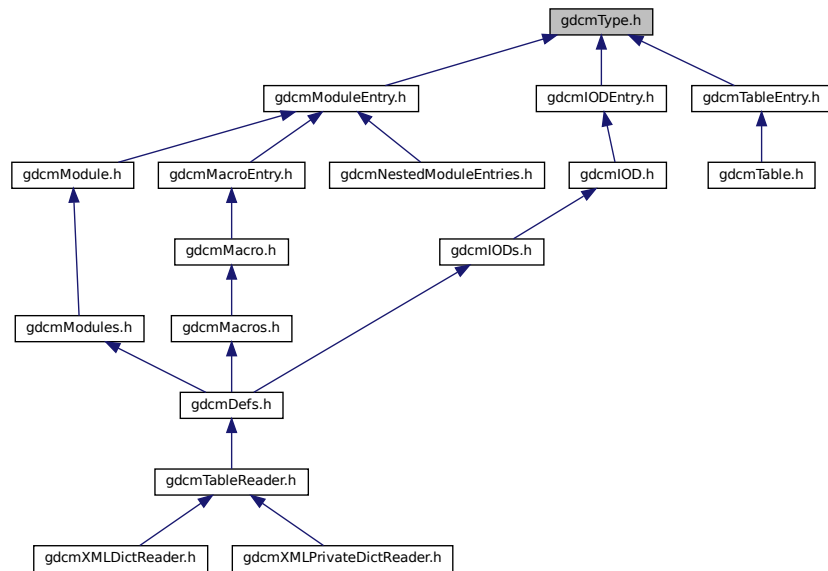 gdcmType.h
gdcmModuleEntry.h
gdcmIODEntry.h
gdcmTableEntry.h
gdcmModule.h
gdcmMacroEntry.h
gdcmNestedModuleEntries.h
gdcmIOD.h
gdcmTable.h
gdcmMacro.h
gdcmIODs.h
gdcmModules.h
gdcmMacros.h
gdcmDefs.h
gdcmTableReader.h
gdcmXMLDictReader.h
gdcmXMLPrivateDictReader.h